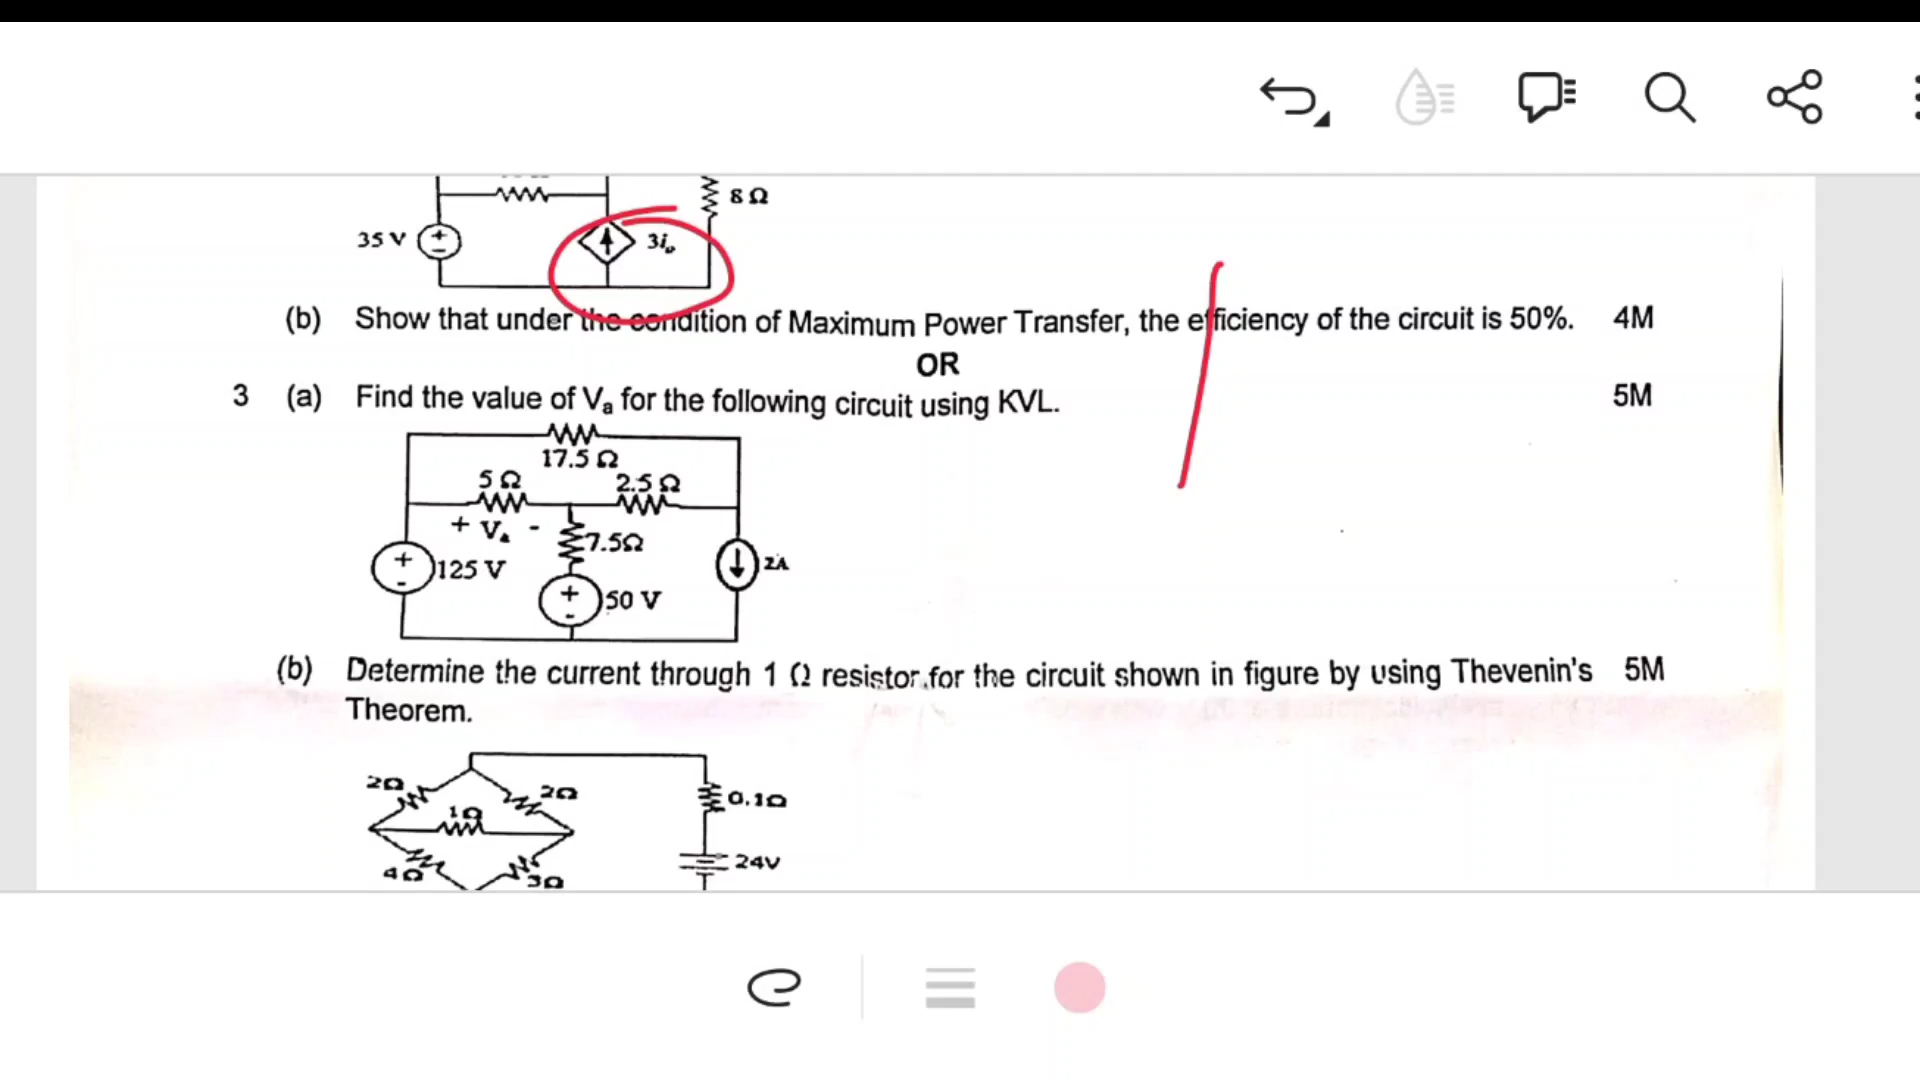 8 Ω
35 V
+
-
3iₒ
(b) Show that under the condition of Maximum Power Transfer, the efficiency of the circuit is 50%. 4M
OR
3 (a) Find the value of Vₐ for the following circuit using KVL. 5M
17.5 Ω
5 Ω
2.5 Ω
+ Vₐ -
7.5Ω
+
-
125 V
2A
+
-
50 V
(b) Determine the current through 1 Ω resistor for the circuit shown in figure by using Thevenin's 5M
Theorem.
2Ω
2Ω
1Ω
0.1Ω
24V
4Ω
3Ω